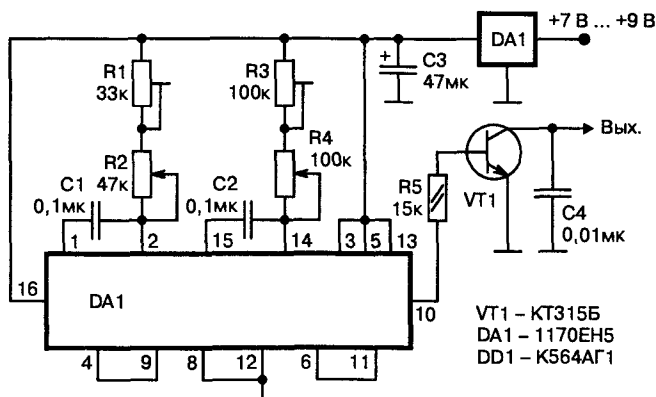 +7 В ... +9 В
DA1
R1
33к
R3
100к
+
C3
47мк
Вых.
R2
47к
R4
100к
C1
0,1мк
C2
0,1мк
R5
15к
VT1
C4
0,01мк
1
2
15
14
3
5
13
16
DA1
10
4
9
8
12
6
11
VT1 – КТ315Б
DA1 – 1170ЕН5
DD1 – К564АГ1